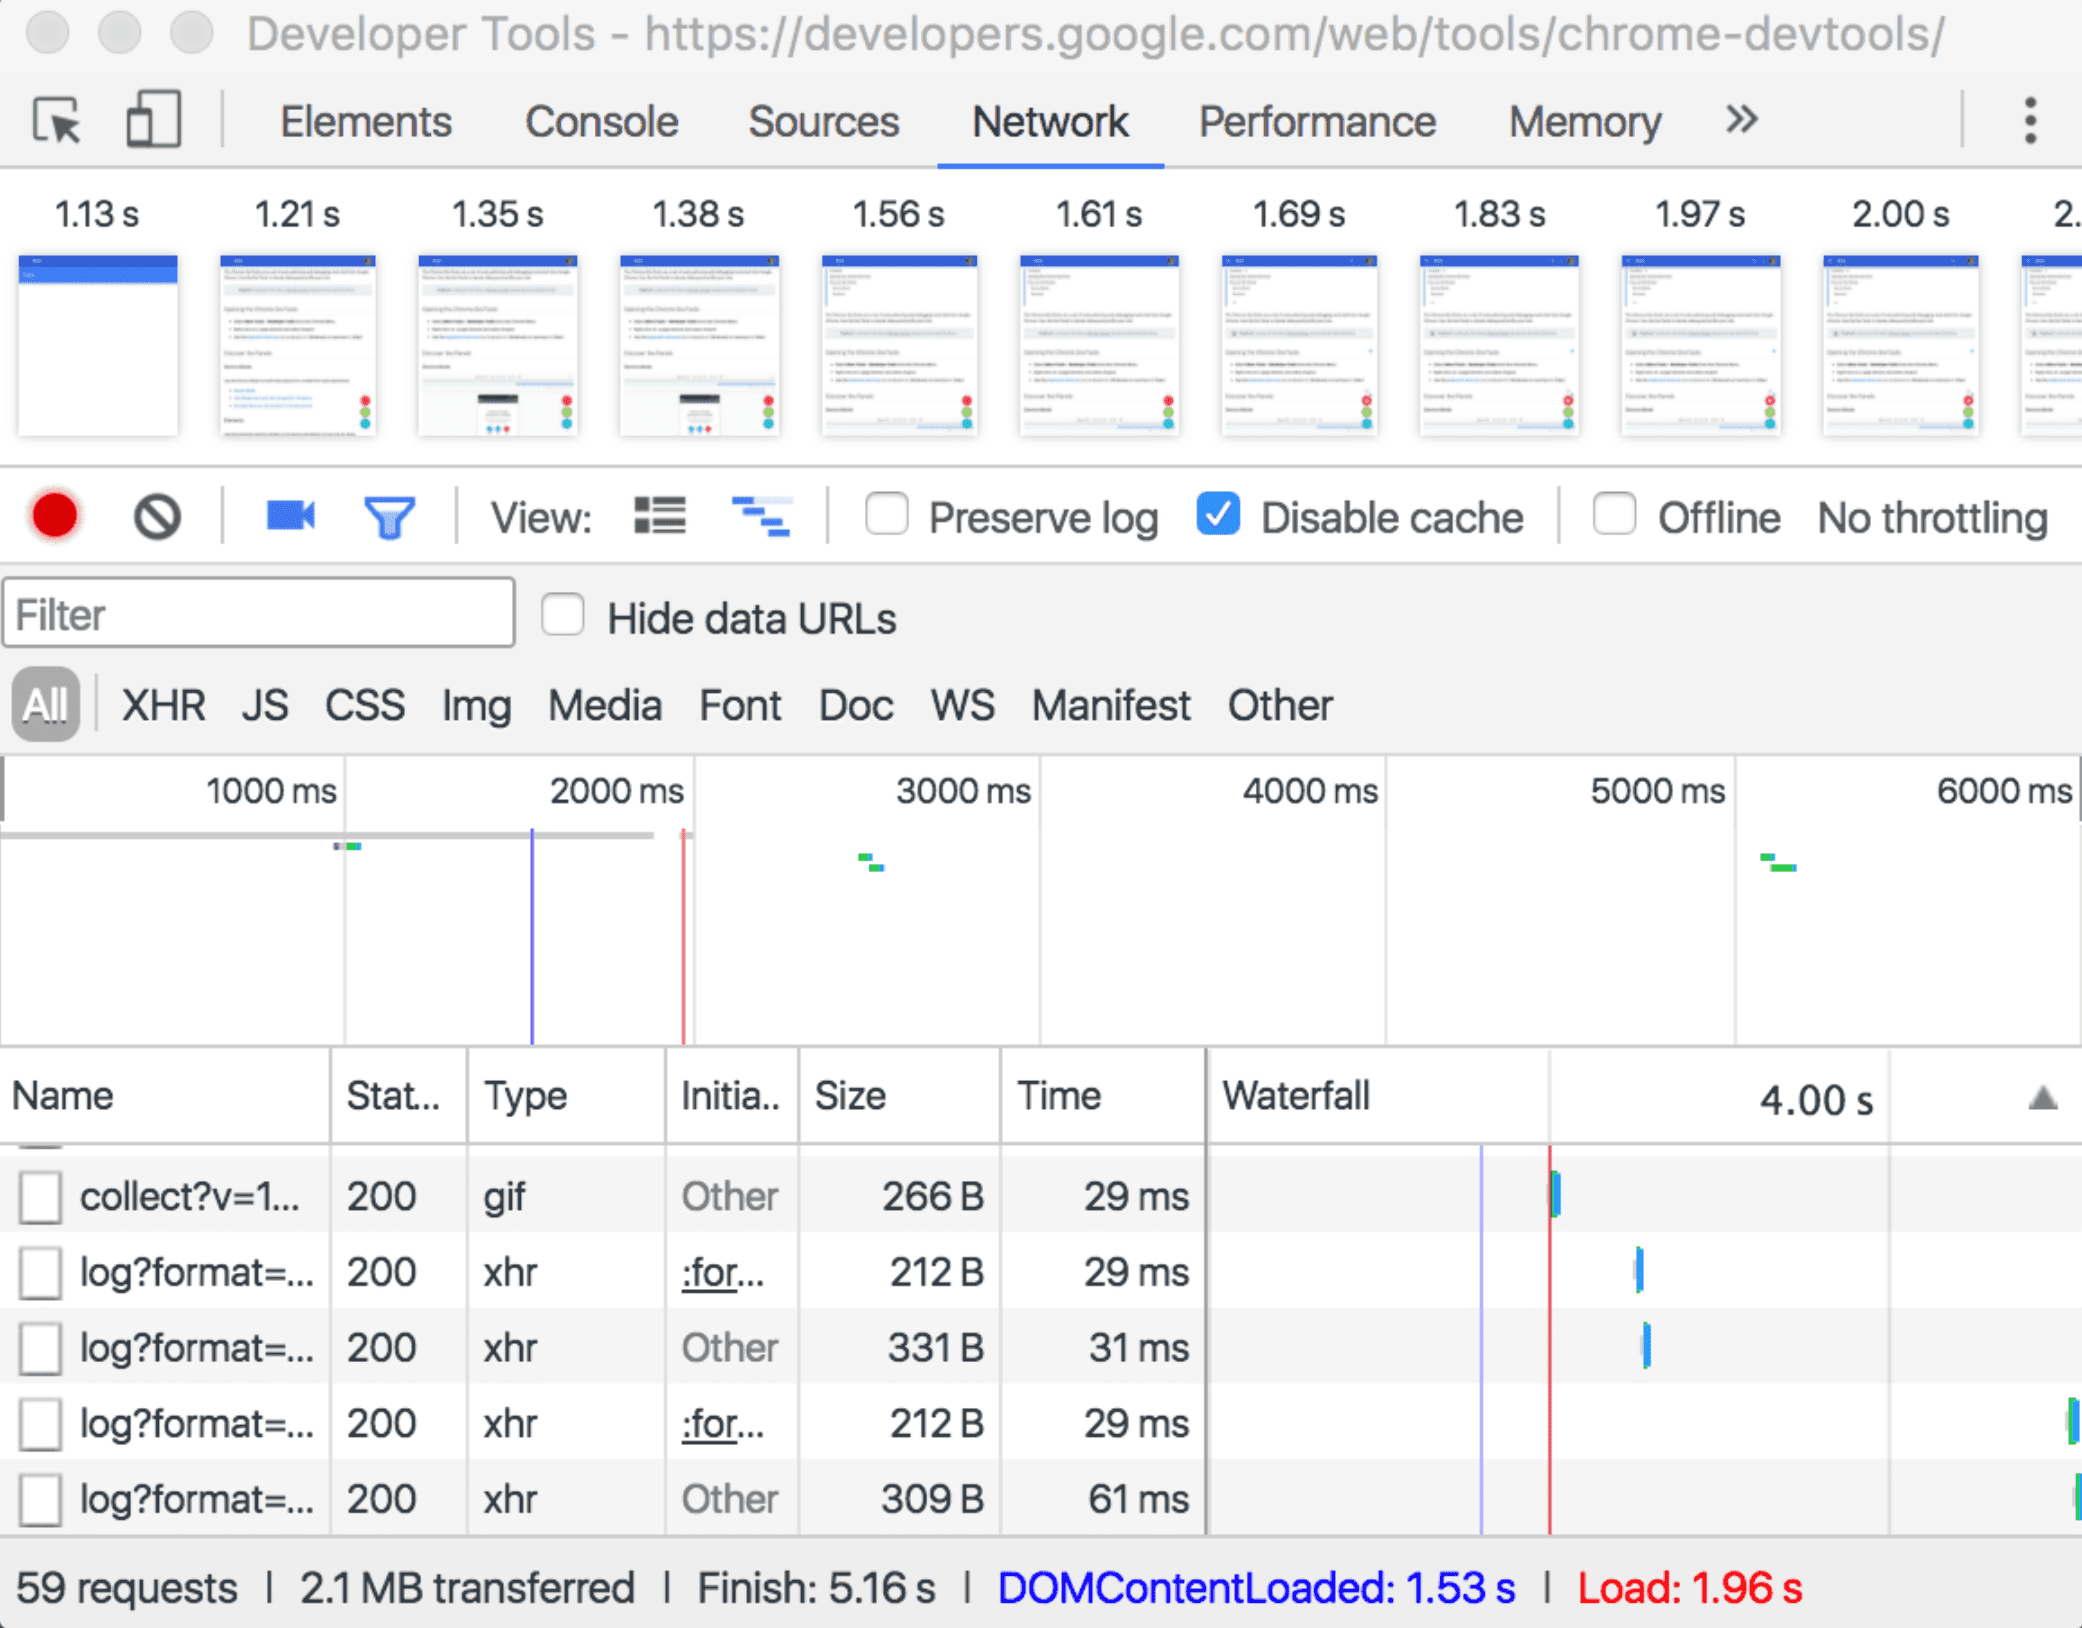 Developer Tools - https://developers.google.com/web/tools/chrome-devtools/
Elements Console Sources Network Performance Memory »
1.13 s 1.21 s 1.35 s 1.38 s 1.56 s 1.61 s 1.69 s 1.83 s 1.97 s 2.00 s 2.
View: Preserve log Disable cache Offline No throttling
Filter Hide data URLs
All XHR JS CSS Img Media Font Doc WS Manifest Other
1000 ms 2000 ms 3000 ms 4000 ms 5000 ms 6000 ms
Name Stat... Type Initia.. Size Time Waterfall 4.00 s
collect?v=1... 200 gif Other 266 B 29 ms
log?format=... 200 xhr :for... 212 B 29 ms
log?format=... 200 xhr Other 331 B 31 ms
log?format=... 200 xhr :for... 212 B 29 ms
log?format=... 200 xhr Other 309 B 61 ms
59 requests | 2.1 MB transferred | Finish: 5.16 s | DOMContentLoaded: 1.53 s | Load: 1.96 s